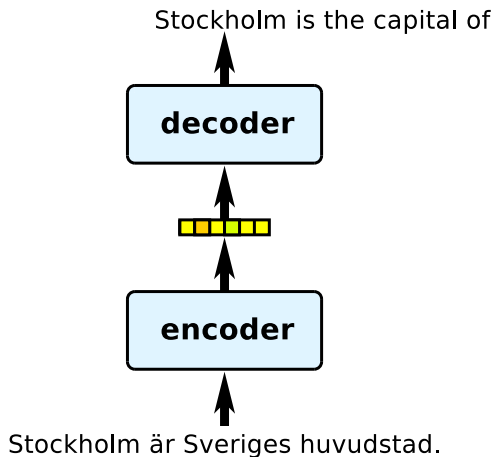 Stockholm is the capital of
decoder
encoder
Stockholm är Sveriges huvudstad.